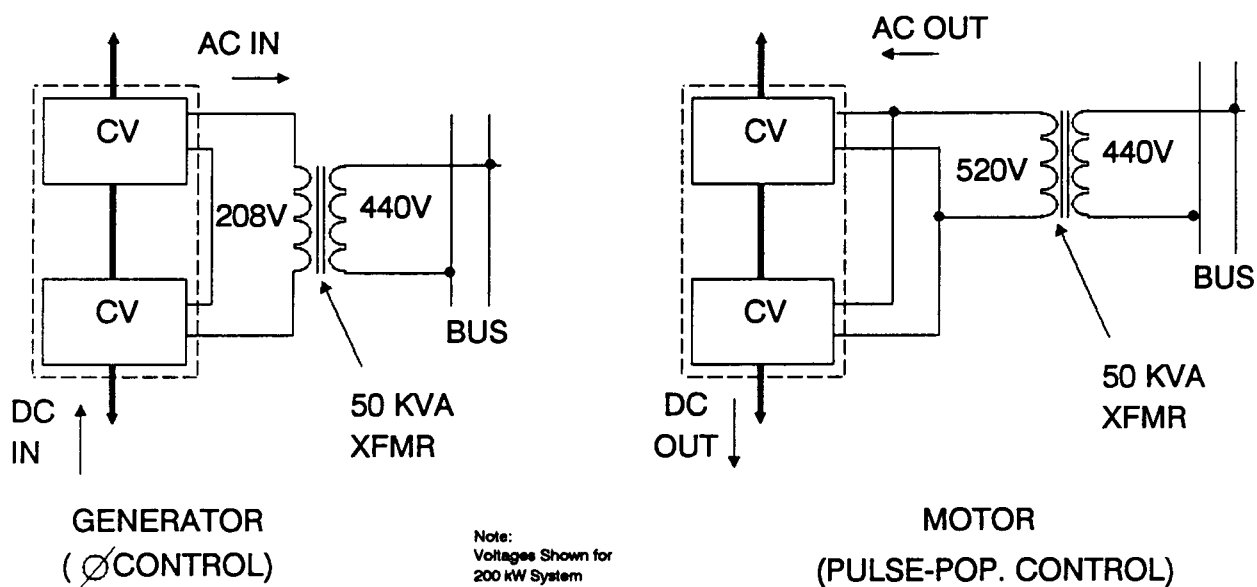 AC IN
CV
208V
440V
CV
BUS
DC
IN
50 KVA
XFMR
GENERATOR
( ∅CONTROL)
Note:
Voltages Shown for
200 kW System
AC OUT
CV
520V
440V
CV
BUS
DC
OUT
50 KVA
XFMR
MOTOR
(PULSE-POP. CONTROL)